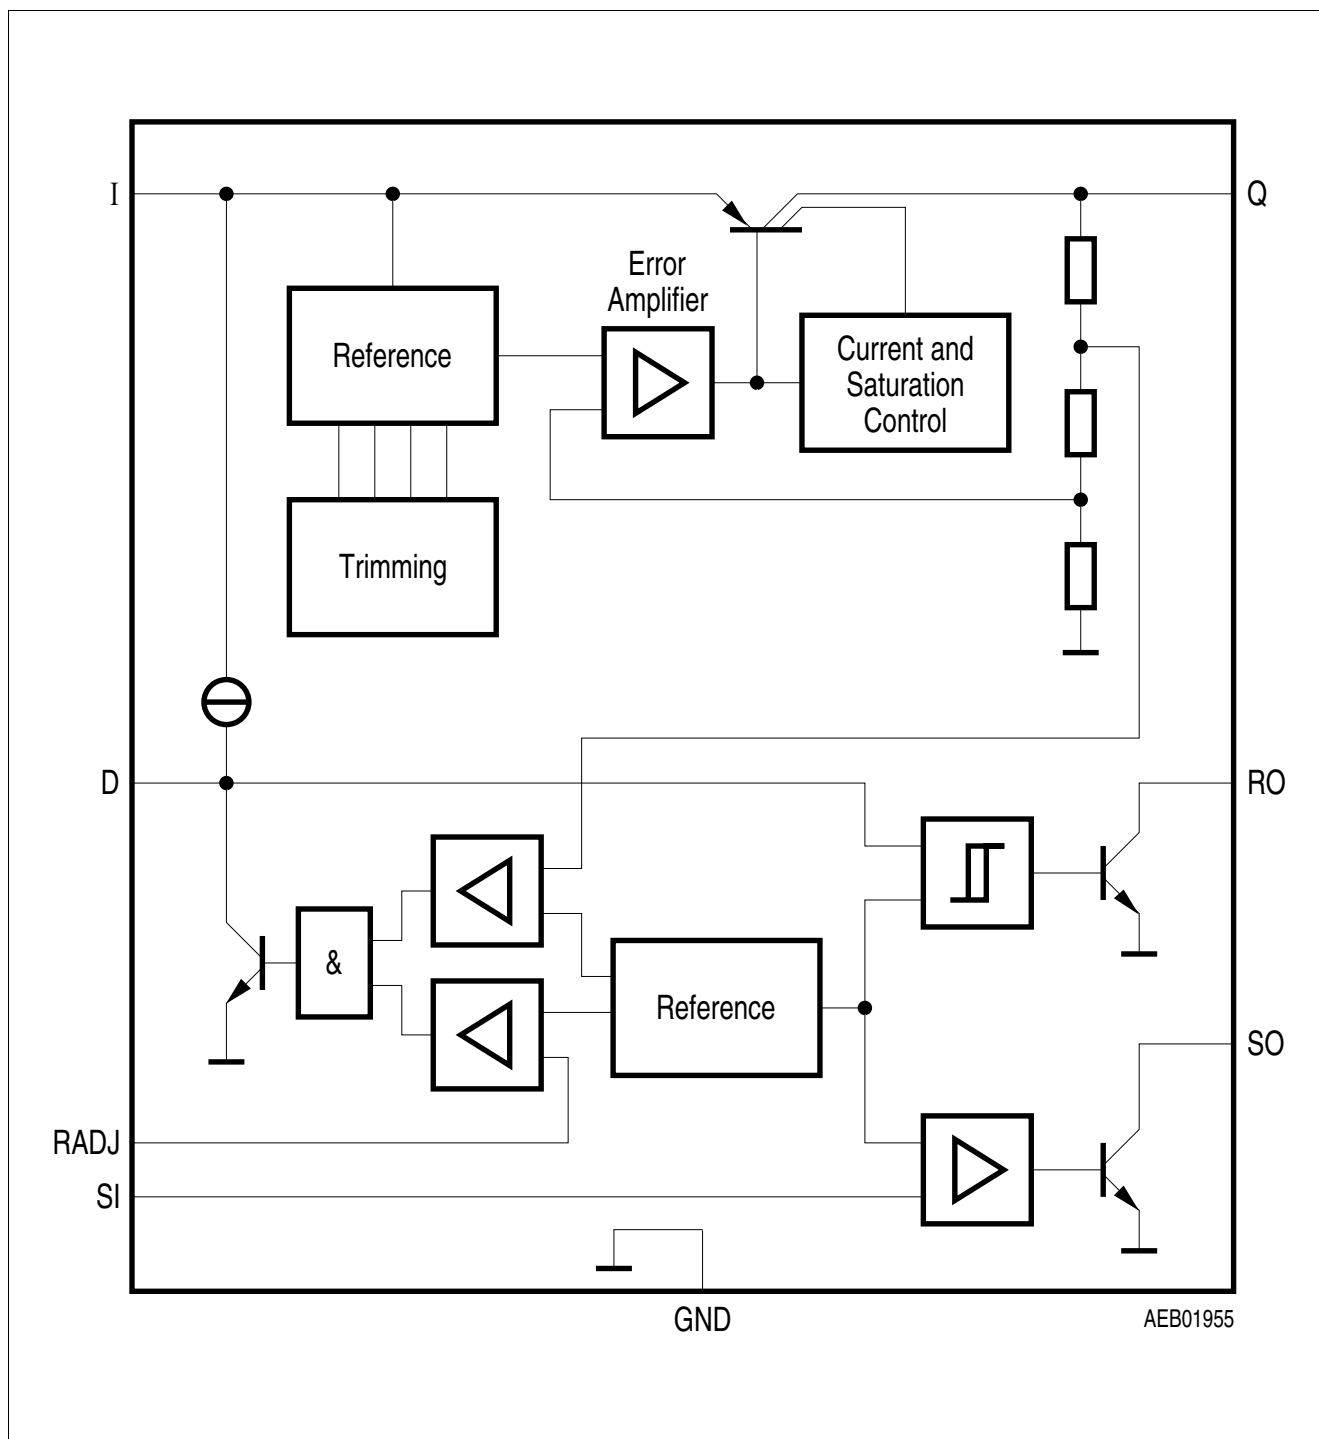 I
Q
Error
Amplifier
Reference
Current and
Saturation
Control
Trimming
D
RO
&
Reference
SO
RADJ
SI
GND
AEB01955